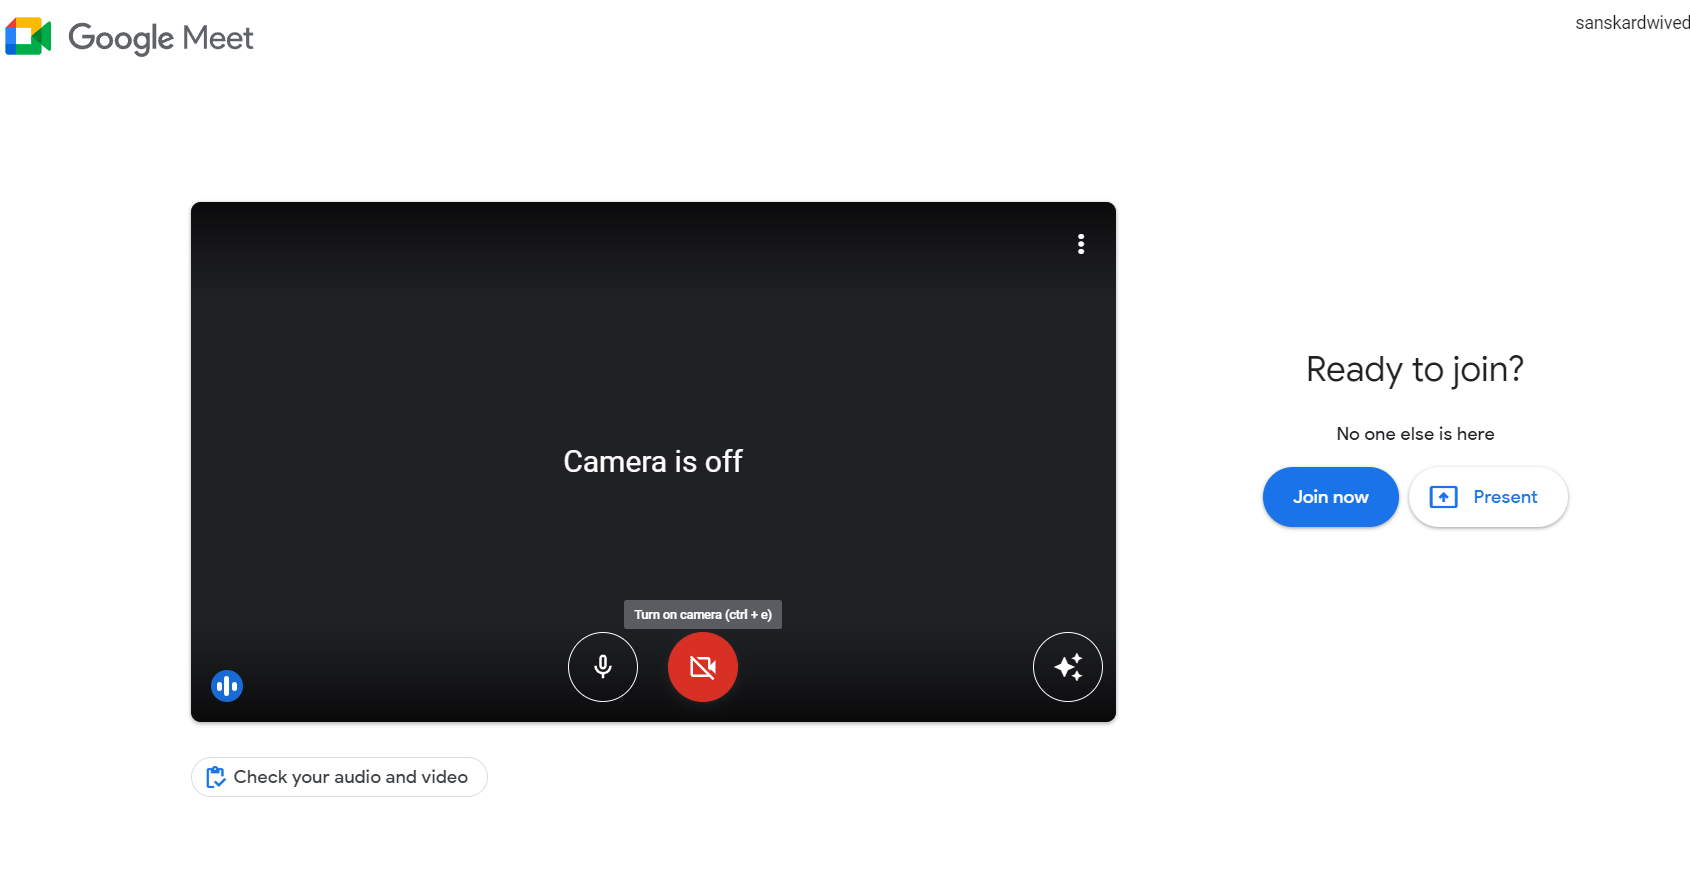 Google Meet
sanskardwived
Camera is off
Ready to join?
No one else is here
Join now
Present
Turn on camera (ctrl + e)
Check your audio and video